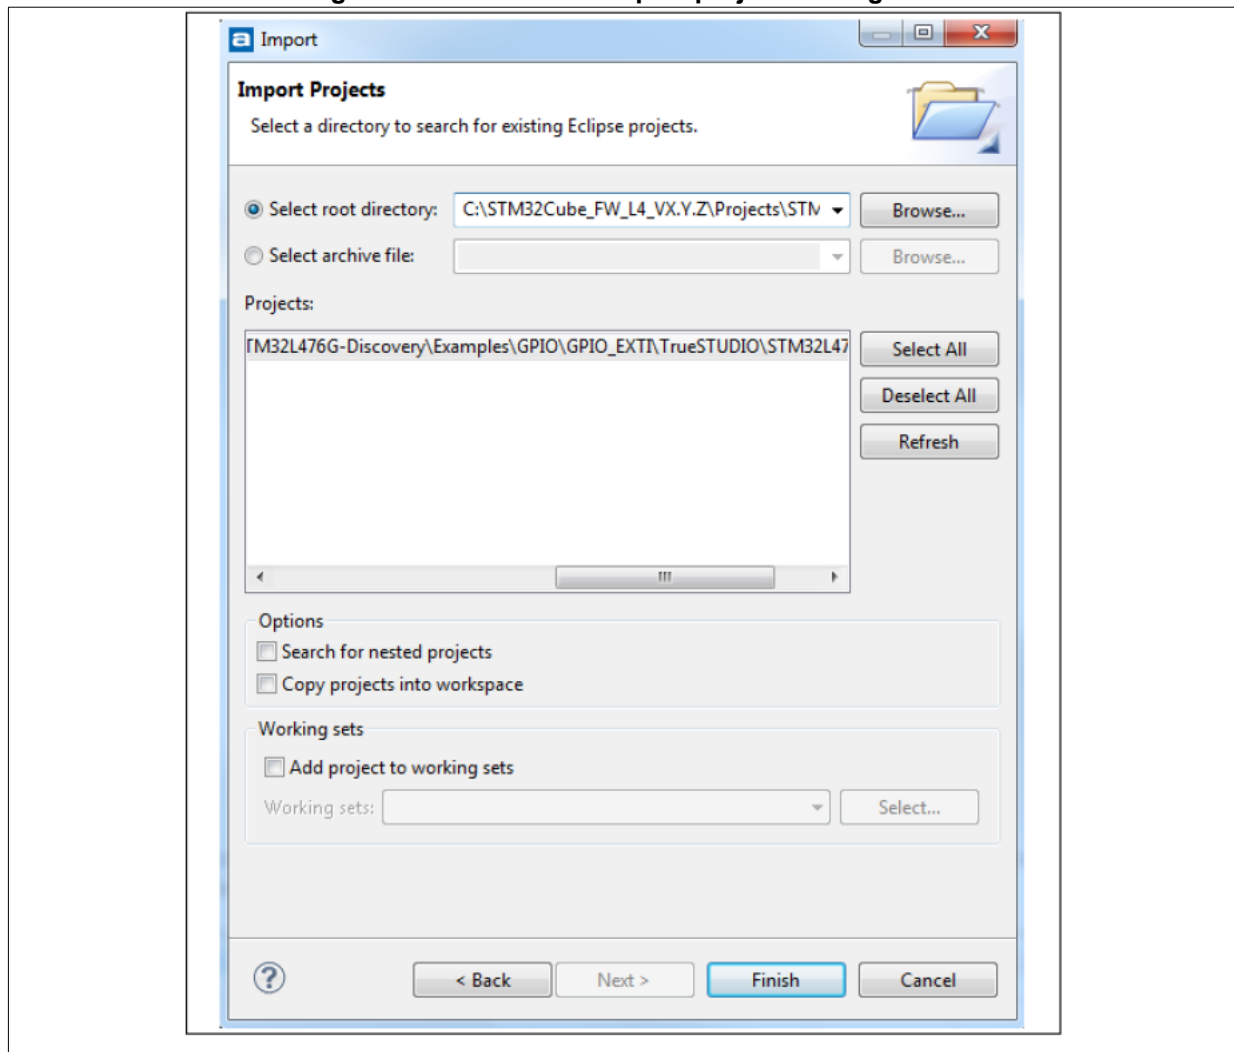 Import
Import Projects
Select a directory to search for existing Eclipse projects.
Select root directory: C:\STM32Cube_FW_L4_VX.Y.Z\Projects\STM Browse...
Select archive file: Browse...
Projects:
TM32L476G-Discovery\Examples\GPIO\GPIO_EXTI\TrueSTUDIO\STM32L47 Select All
Deselect All
Refresh
Options
Search for nested projects
Copy projects into workspace
Working sets
Add project to working sets
Working sets: Select...
< Back Next > Finish Cancel